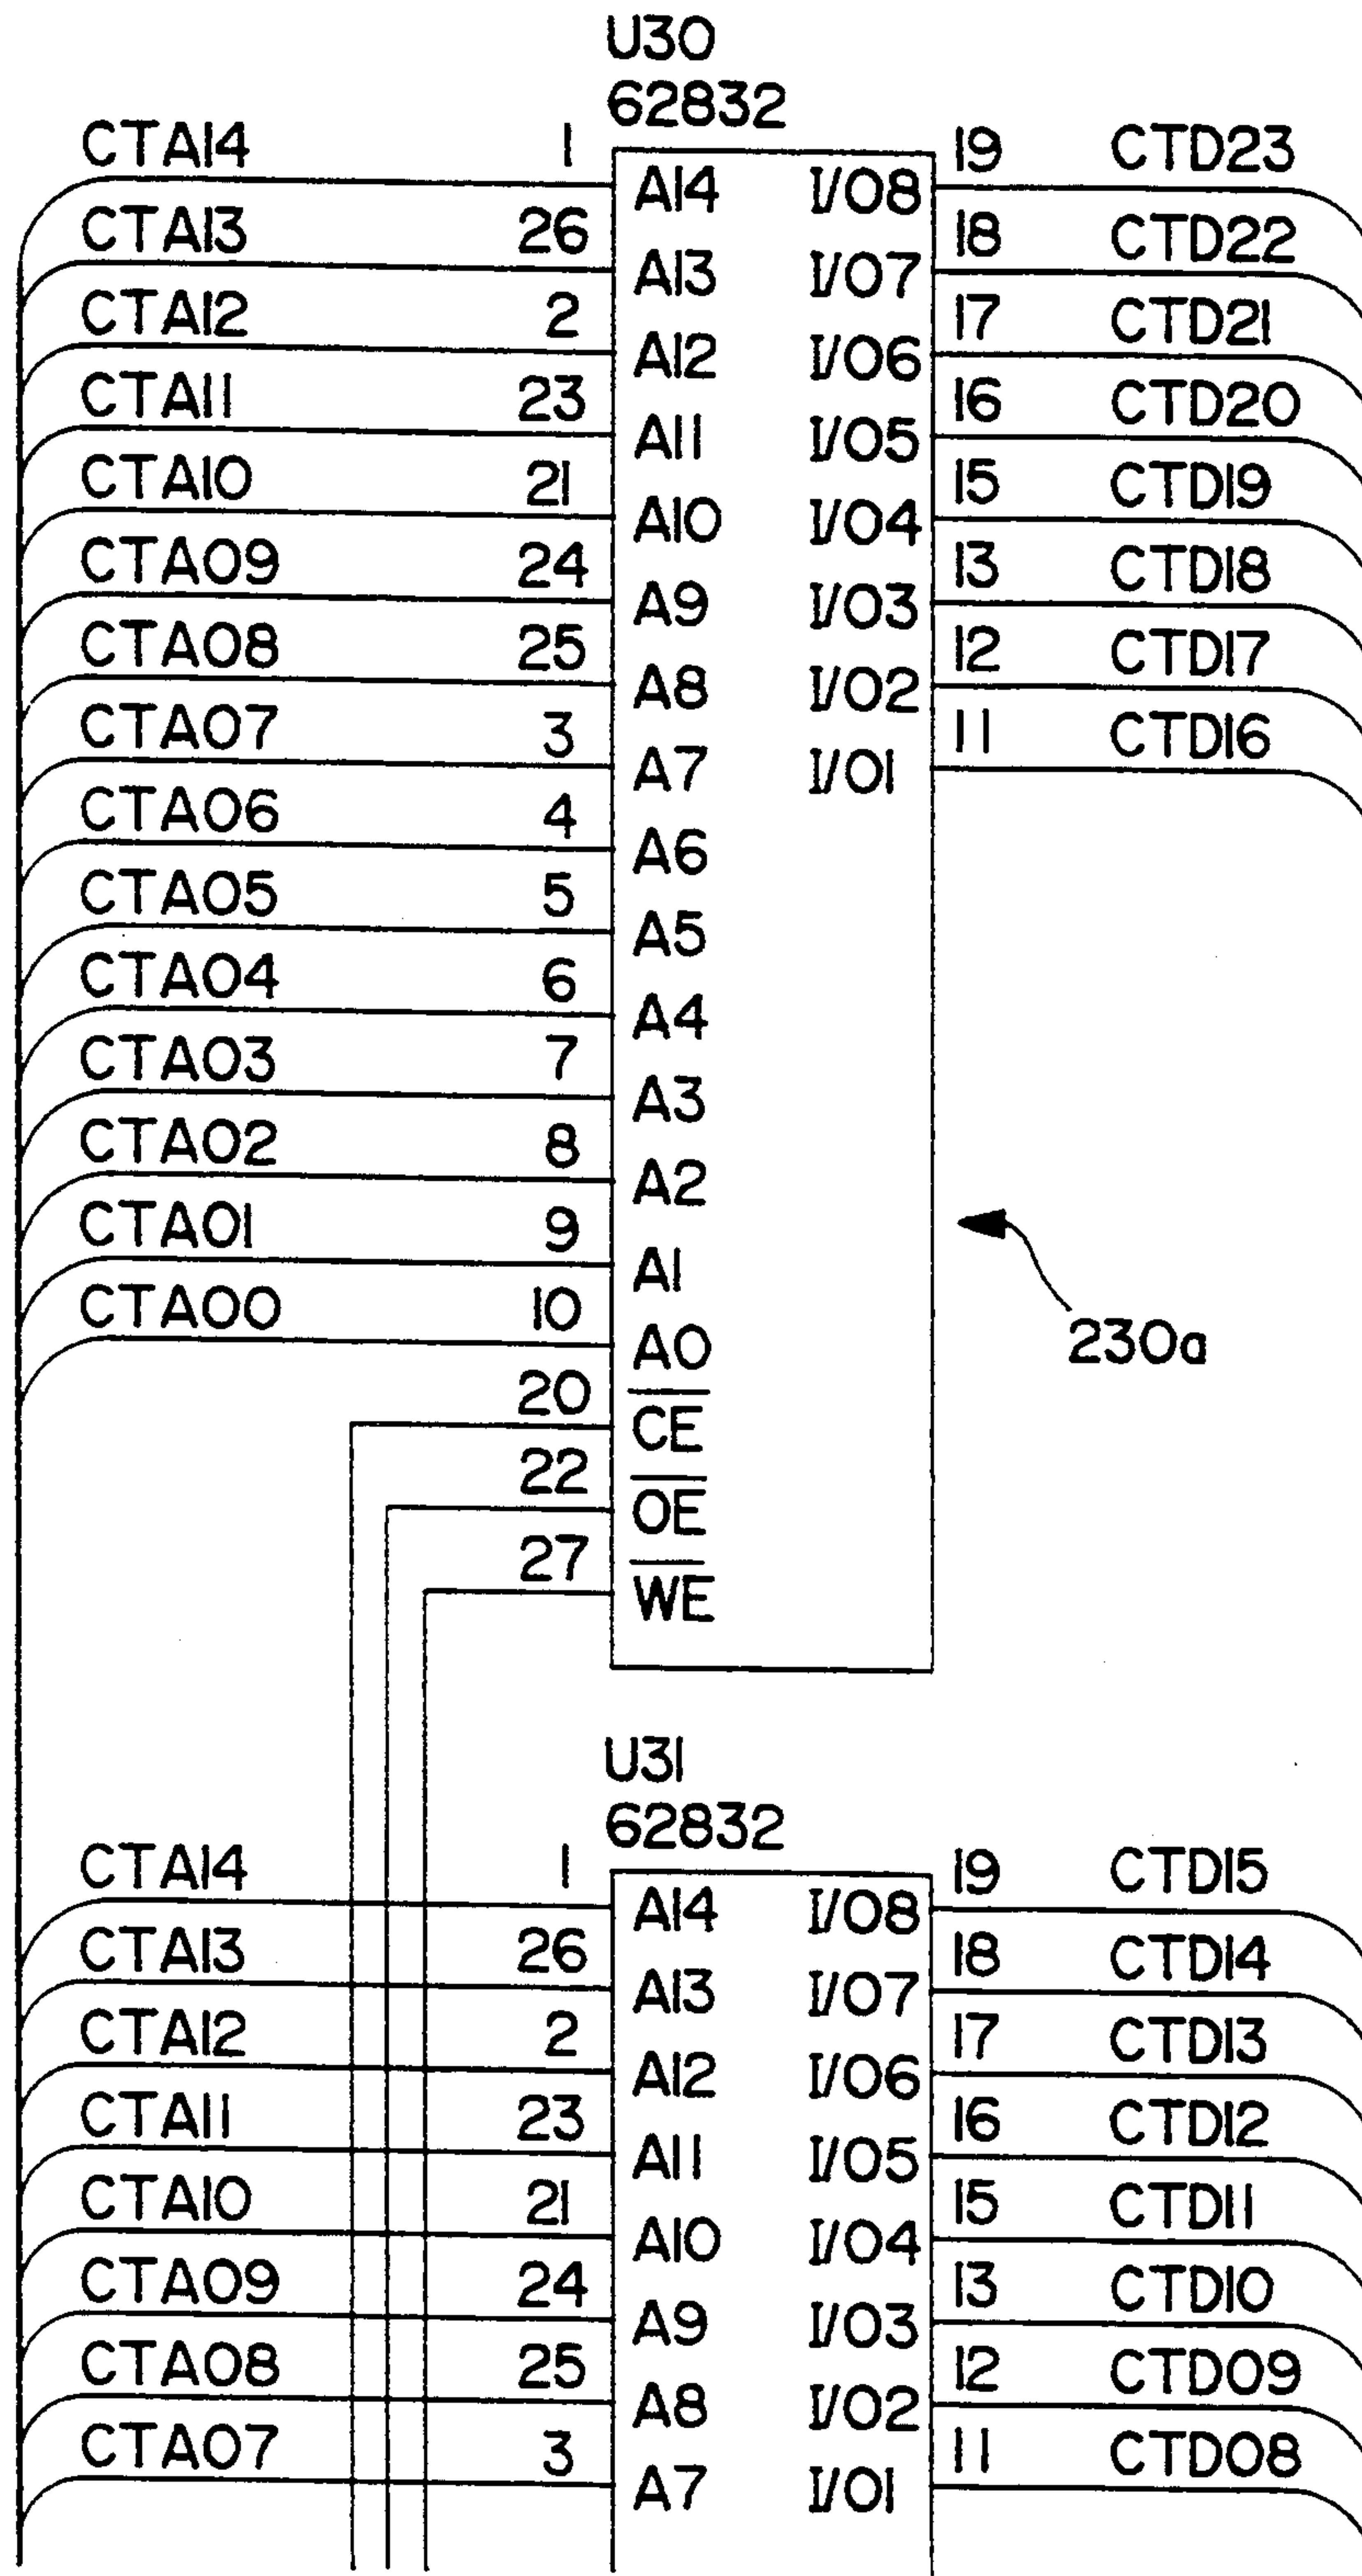 U30
62832
CTA14 1 A14 I/O8 19 CTD23
CTA13 26 A13 I/O7 18 CTD22
CTA12 2 A12 I/O6 17 CTD21
CTA11 23 A11 I/O5 16 CTD20
CTA10 21 A10 I/O4 15 CTD19
CTA09 24 A9 I/O3 13 CTD18
CTA08 25 A8 I/O2 12 CTD17
CTA07 3 A7 I/O1 11 CTD16
CTA06 4 A6
CTA05 5 A5
CTA04 6 A4
CTA03 7 A3
CTA02 8 A2
CTA01 9 A1
CTA00 10 A0
230a
20 CE
22 OE
27 WE
U31
62832
CTA14 1 A14 I/O8 19 CTD15
CTA13 26 A13 I/O7 18 CTD14
CTA12 2 A12 I/O6 17 CTD13
CTA11 23 A11 I/O5 16 CTD12
CTA10 21 A10 I/O4 15 CTD11
CTA09 24 A9 I/O3 13 CTD10
CTA08 25 A8 I/O2 12 CTD09
CTA07 3 A7 I/O1 11 CTD08